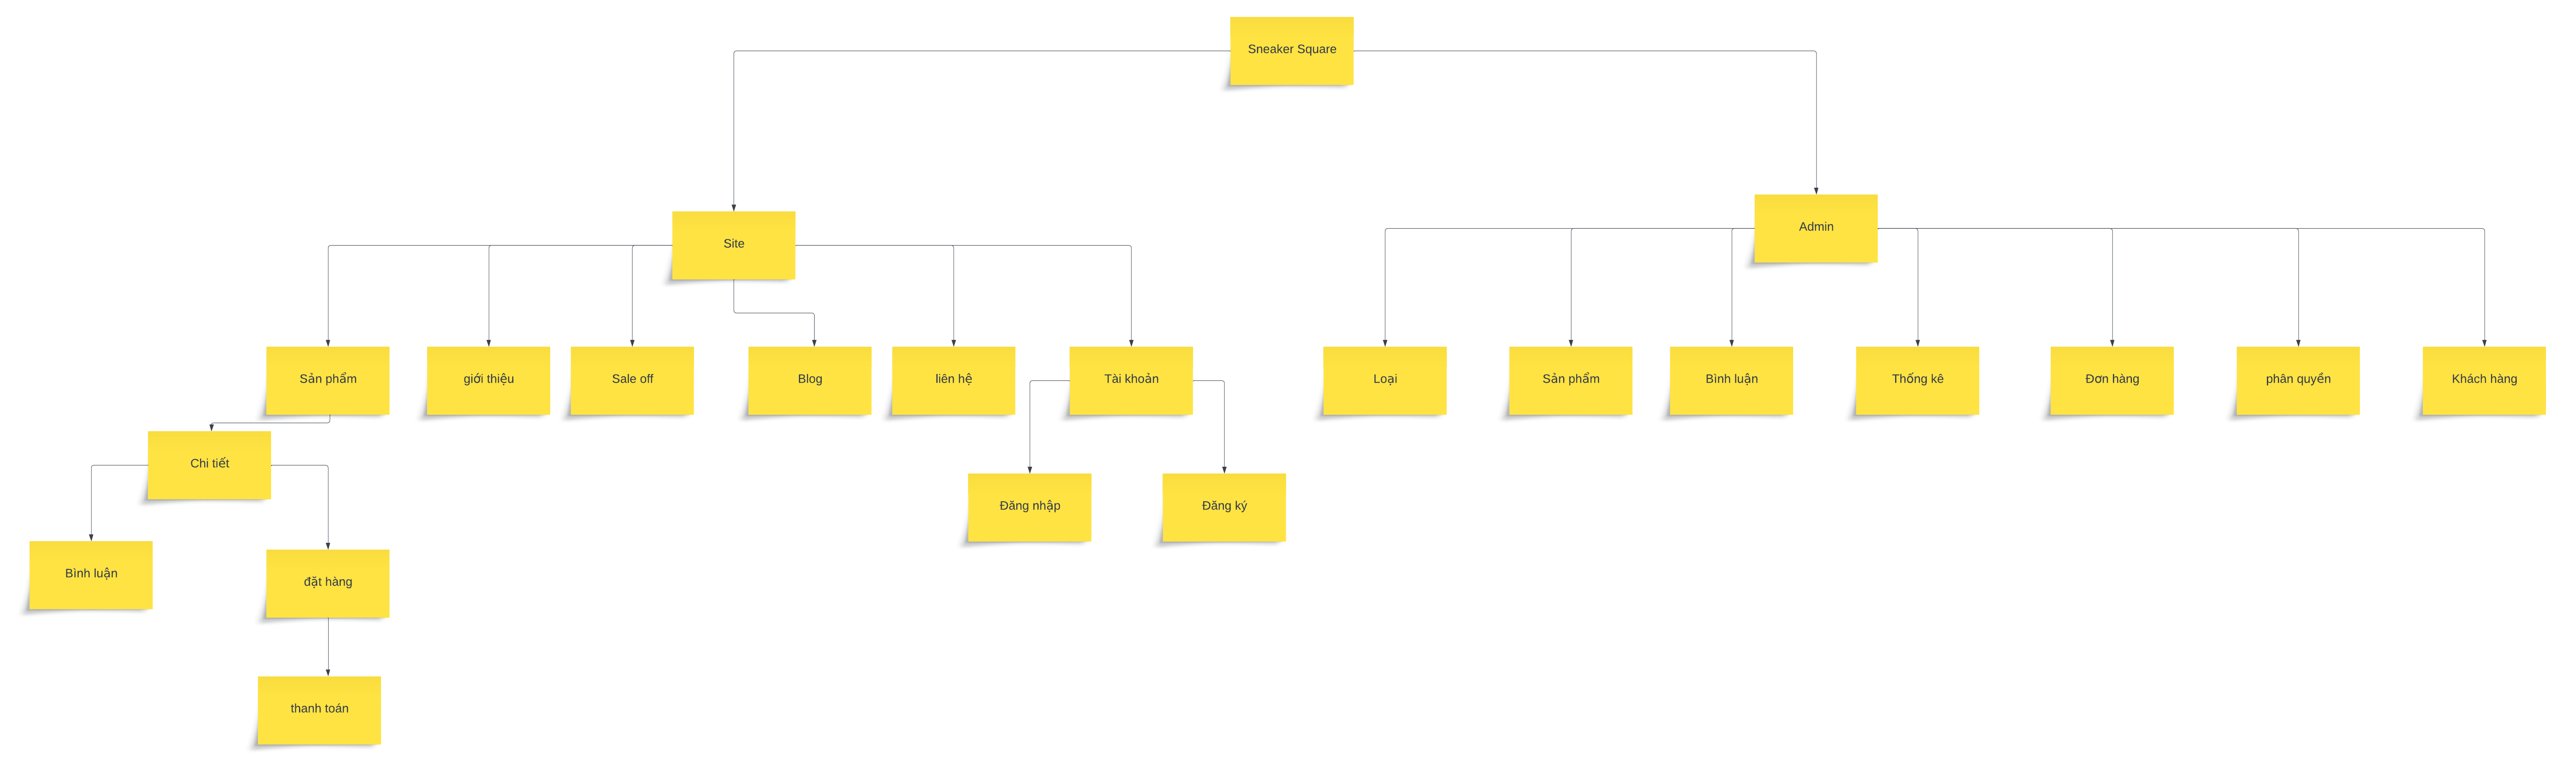 Sneaker Square
Site
Admin
Sản phẩm
giới thiệu
Sale off
Blog
liên hệ
Tài khoản
Loại
Sản phẩm
Bình luận
Thống kê
Đơn hàng
phân quyền
Khách hàng
Chi tiết
Đăng nhập
Đăng ký
Bình luận
đặt hàng
thanh toán